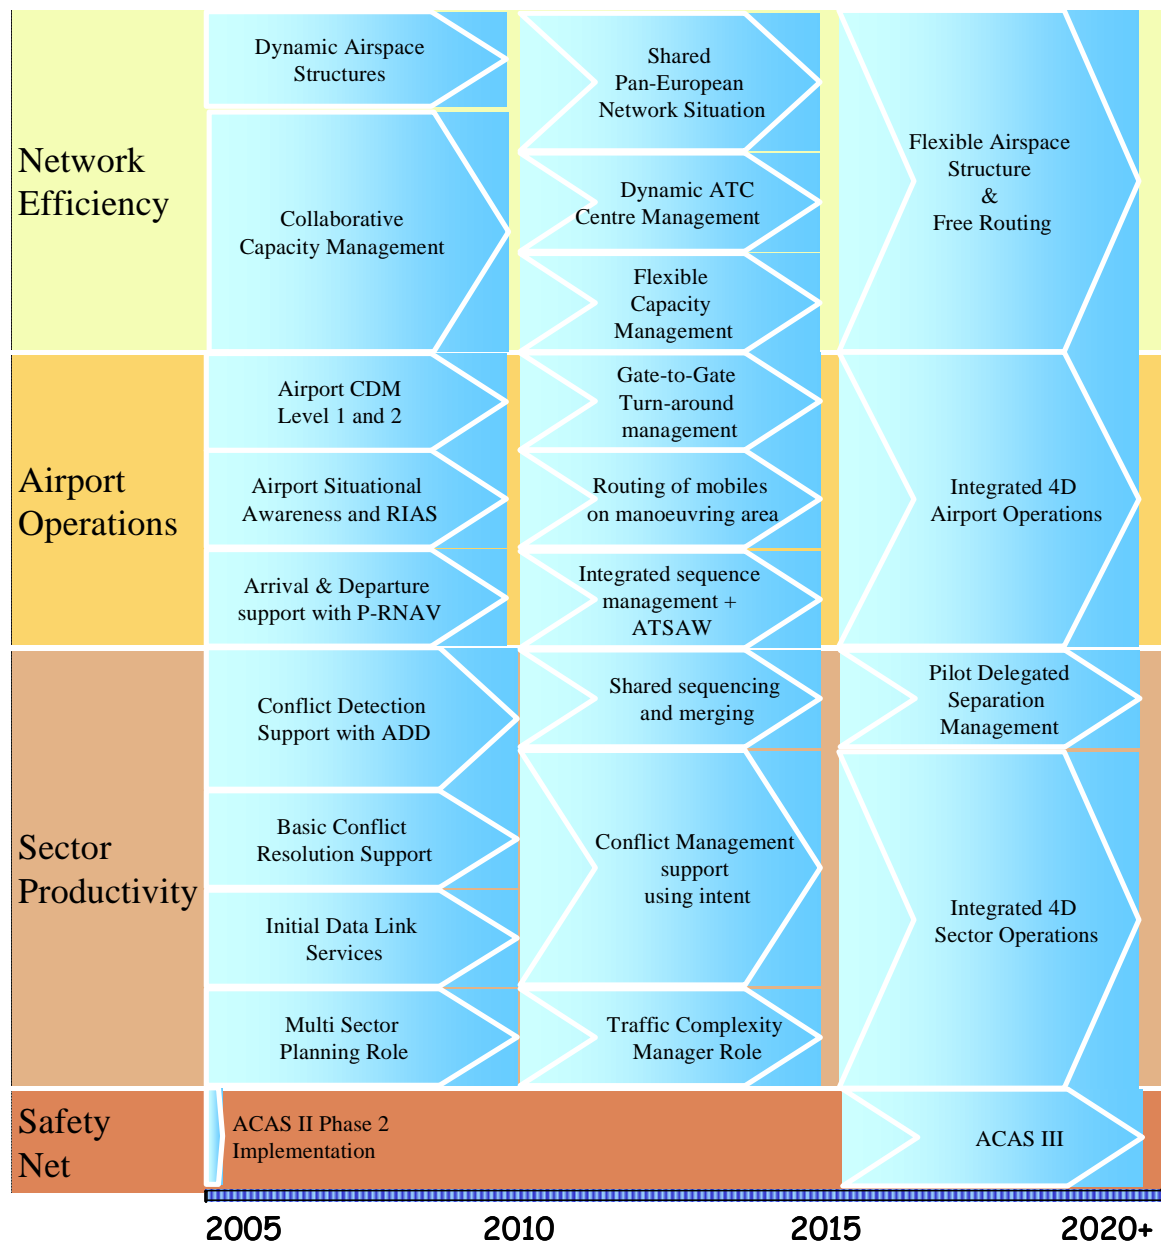 Network
Efficiency
Dynamic Airspace
Structures
Collaborative
Capacity Management
Shared
Pan-European
Network Situation
Dynamic ATC
Centre Management
Flexible
Capacity
Management
Flexible Airspace
Structure
&
Free Routing
Airport
Operations
Airport CDM
Level 1 and 2
Airport Situational
Awareness and RIAS
Arrival & Departure
support with P-RNAV
Gate-to-Gate
Turn-around
management
Routing of mobiles
on manoeuvring area
Integrated sequence
management +
ATSAW
Integrated 4D
Airport Operations
Sector
Productivity
Conflict Detection
Support with ADD
Basic Conflict
Resolution Support
Initial Data Link
Services
Multi Sector
Planning Role
Shared sequencing
and merging
Conflict Management
support
using intent
Traffic Complexity
Manager Role
Pilot Delegated
Separation
Management
Integrated 4D
Sector Operations
Safety
Net
ACAS II Phase 2
Implementation
ACAS III
2005
2010
2015
2020+